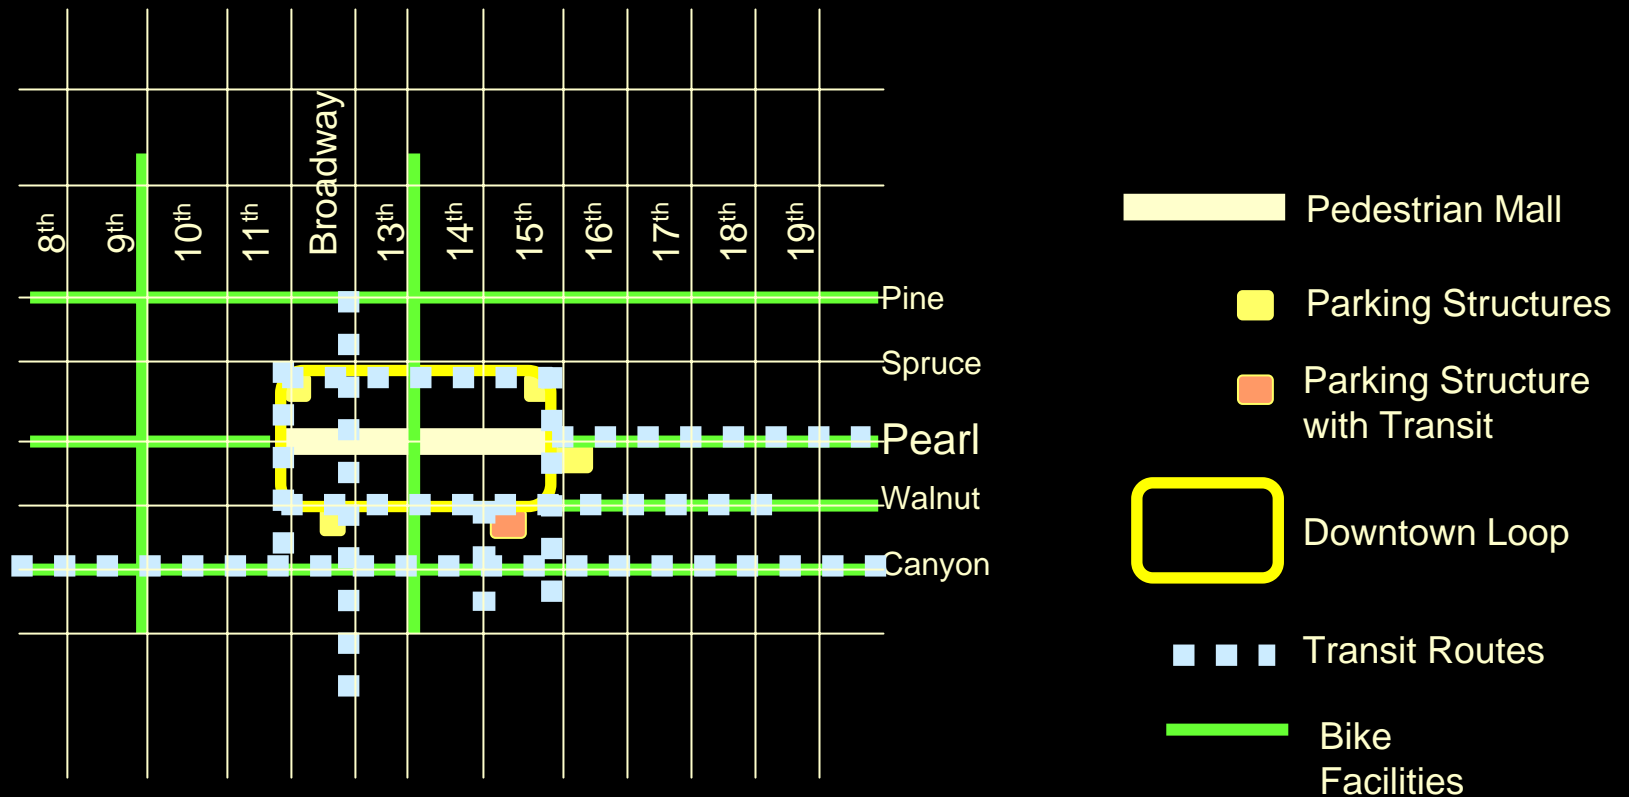 Broadway
8th
9th
10th
11th
13th
14th
15th
16th
17th
18th
19th
Pine
Spruce
Pearl
Walnut
Canyon
Pedestrian Mall
Parking Structures
Parking Structure
with Transit
Downtown Loop
Transit Routes
Bike
Facilities